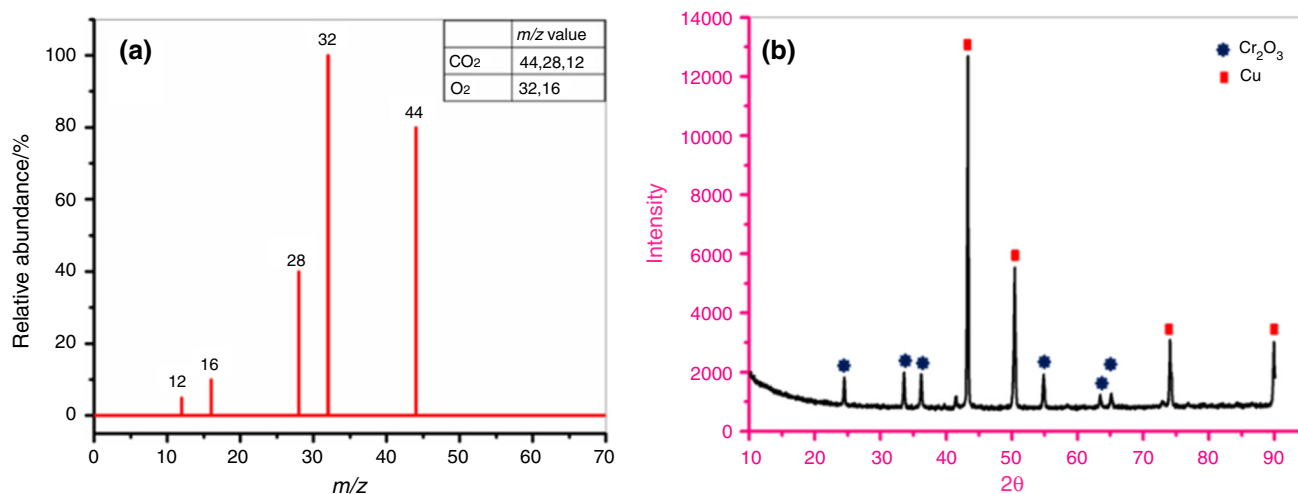 (a)
m/z value
CO2 44,28,12
O2 32,16
32
44
28
16
12
100
80
60
40
20
0
Relative abundance/%
0 10 20 30 40 50 60 70
m/z
(b)
Cr2O3
Cu
14000
12000
10000
8000
6000
4000
2000
0
Intensity
10 20 30 40 50 60 70 80 90
2θ